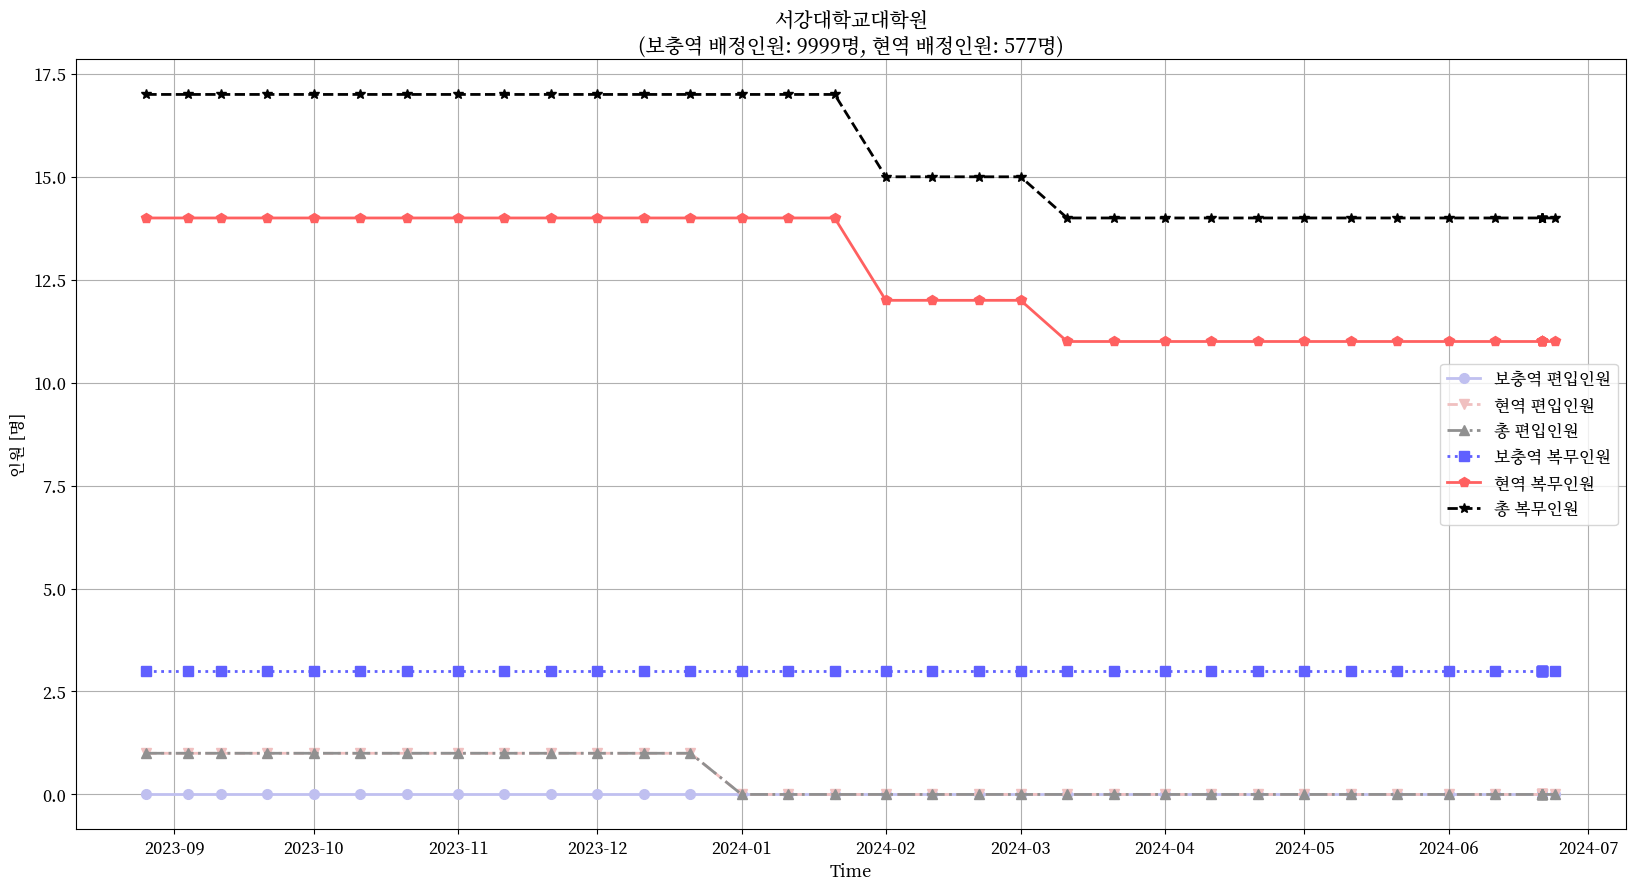 서강대학교대학원
(보충역 배정인원: 9999명, 현역 배정인원: 577명)
17.5
15.0
12.5
10.0
7.5
5.0
2.5
0.0
인원 [명]
보충역 편입인원
현역 편입인원
총 편입인원
보충역 복무인원
현역 복무인원
총 복무인원
2023-09 2023-10 2023-11 2023-12 2024-01 2024-02 2024-03 2024-04 2024-05 2024-06 2024-07
Time